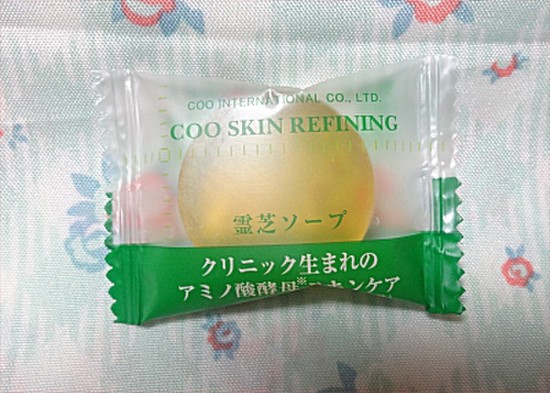 COO INTERNATIONAL CO., LTD.
COO SKIN REFINING
霊芝ソープ
クリニック生まれの
アミノ酸酵母※スキンケア